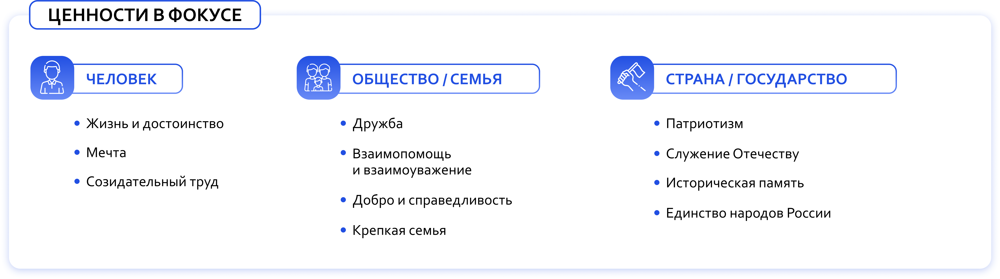 ЦЕННОСТИ В ФОКУСЕ
ЧЕЛОВЕК
Жизнь и достоинство
Мечта
Созидательный труд
ОБЩЕСТВО / СЕМЬЯ
Дружба
Взаимопомощь
и взаимоуважение
Добро и справедливость
Крепкая семья
СТРАНА / ГОСУДАРСТВО
Патриотизм
Служение Отечеству
Историческая память
Единство народов России